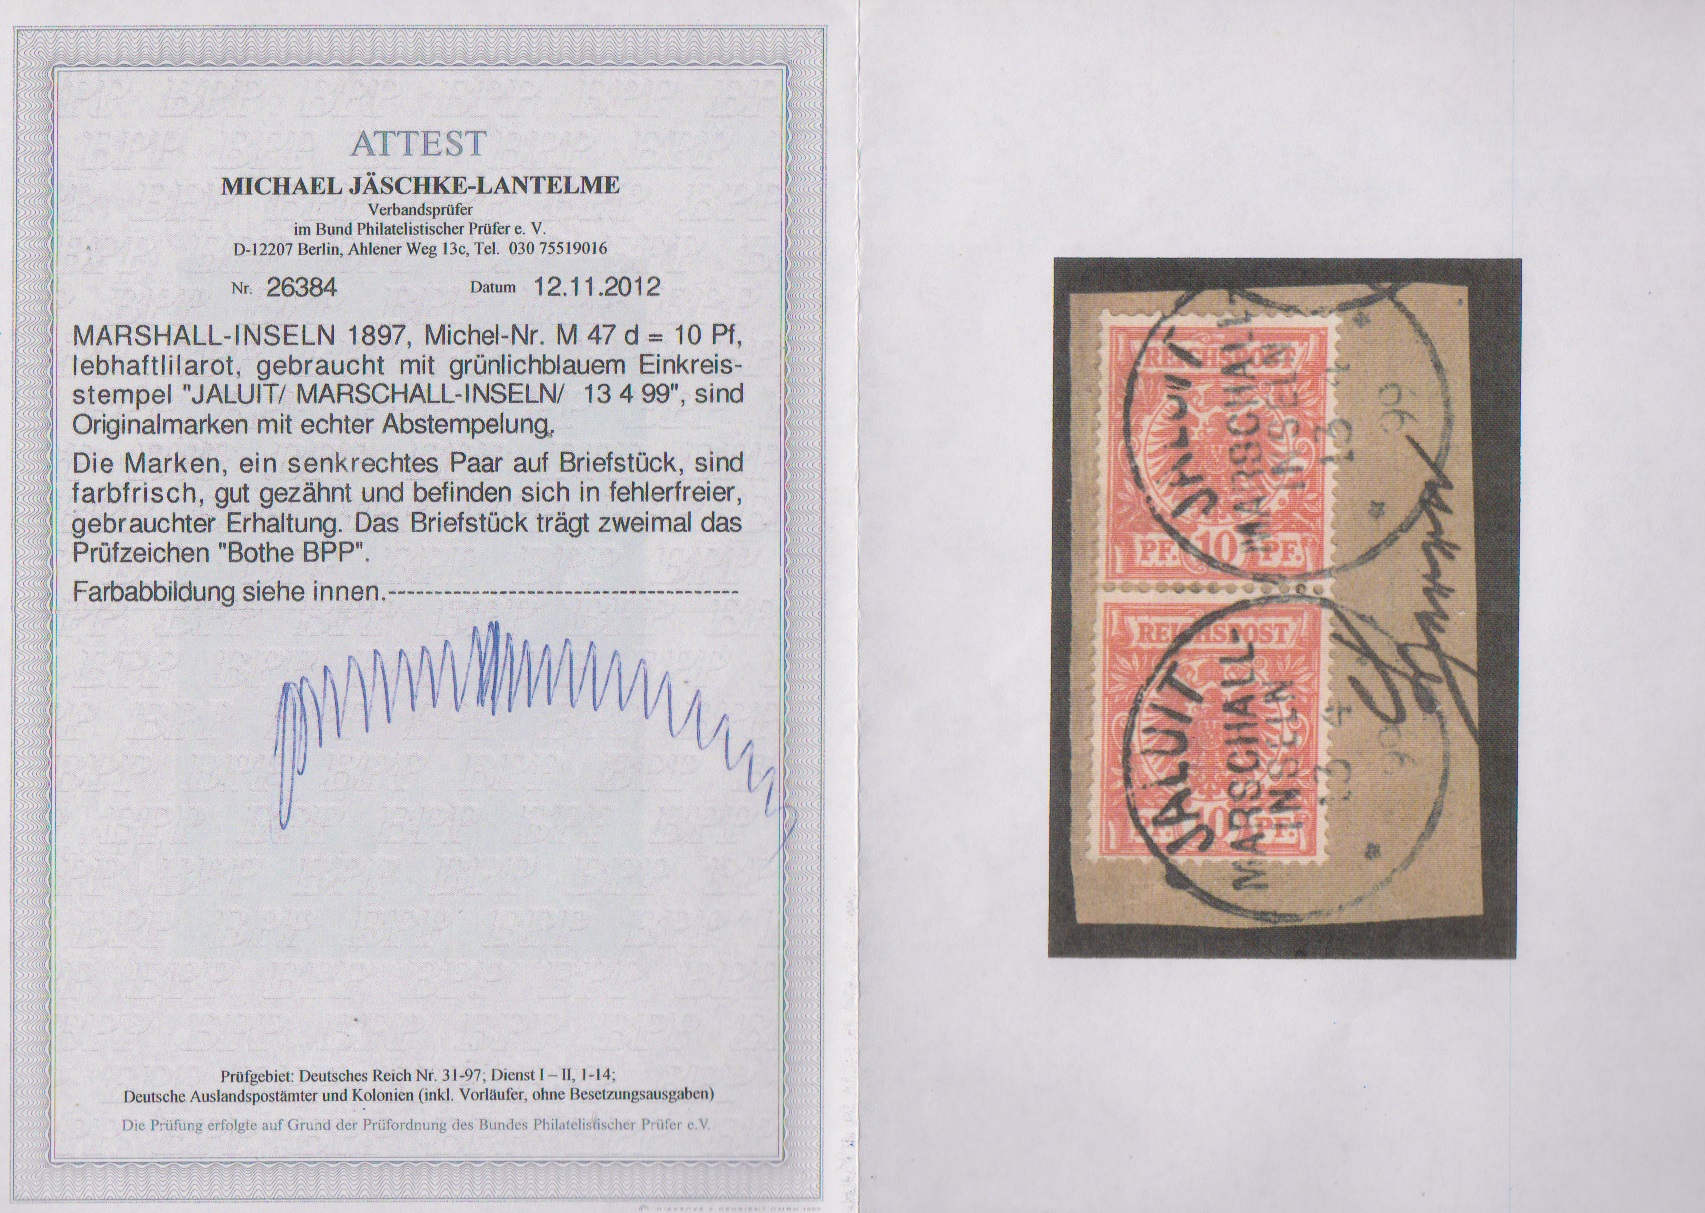 ATTEST
MICHAEL JÄSCHKE-LANTELME
Verbandsprüfer
im Bund Philatelistischer Prüfer e. V.
D-12207 Berlin, Ahlener Weg 13c, Tel. 030 75519016
Nr. 26384 Datum 12.11.2012
MARSHALL-INSELN 1897, Michel-Nr. M 47 d = 10 Pf,
lebhaftlilarot, gebraucht mit grünlichblauem Einkreis-
stempel "JALUIT/ MARSCHALL-INSELN/ 13 4 99", sind
Originalmarken mit echter Abstempelung.
Die Marken, ein senkrechtes Paar auf Briefstück, sind
farbfrisch, gut gezähnt und befinden sich in fehlerfreier,
gebrauchter Erhaltung. Das Briefstück trägt zweimal das
Prüfzeichen "Bothe BPP".
Farbabbildung siehe innen.--------------------------------------
Prüfgebiet: Deutsches Reich Nr. 31-97; Dienst I – II, 1-14;
Deutsche Auslandspostämter und Kolonien (inkl. Vorläufer, ohne Besetzungsausgaben)
Die Prüfung erfolgte auf Grund der Prüfordnung des Bundes Philatelistischer Prüfer e.V.
REICHSPOST
PF. 10 PF.
JALUIT
MARSCHALL-
INSELN
13 4
99
REICHSPOST
PF. 10 PF.
JALUIT
MARSCHALL-
INSELN
13 4
99